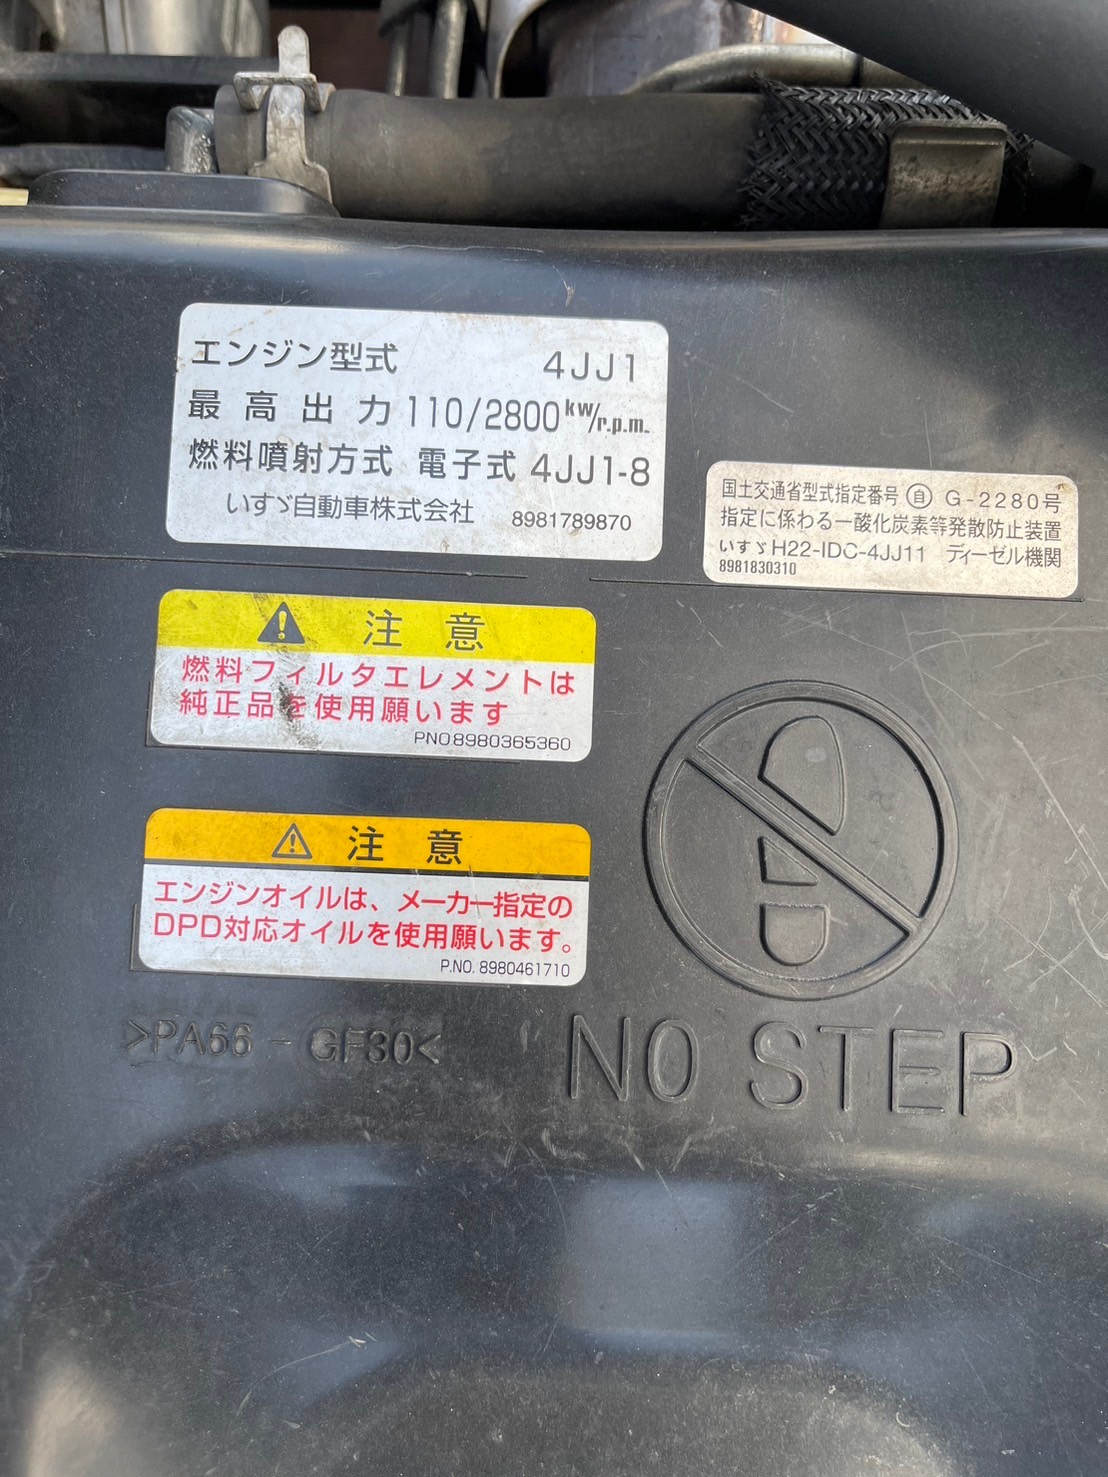 エンジン型式 4JJ1
最高出力 110/2800kW/r.p.m.
燃料噴射方式 電子式 4JJ1-8
いすゞ自動車株式会社 8981789870
国土交通省型式指定番号 ㊐ G-2280号
指定に係わる一酸化炭素等発散防止装置
いすゞH22-IDC-4JJ11 ディーゼル機関
8981830310
注意
燃料フィルタエレメントは
純正品を使用願います
PNO8980365360
注意
エンジンオイルは、メーカー指定の
DPD対応オイルを使用願います。
P.NO. 8980461710
>PA66-GF30<
NO STEP